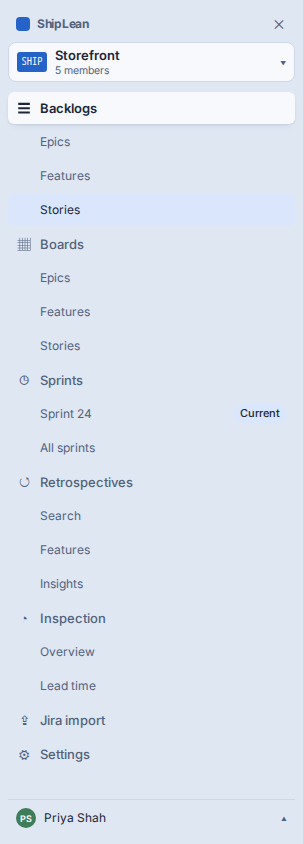 ShipLean
SHIP
Storefront
5 members
Backlogs
Epics
Features
Stories
Boards
Epics
Features
Stories
Sprints
Sprint 24 Current
All sprints
Retrospectives
Search
Features
Insights
Inspection
Overview
Lead time
Jira import
Settings
PS Priya Shah